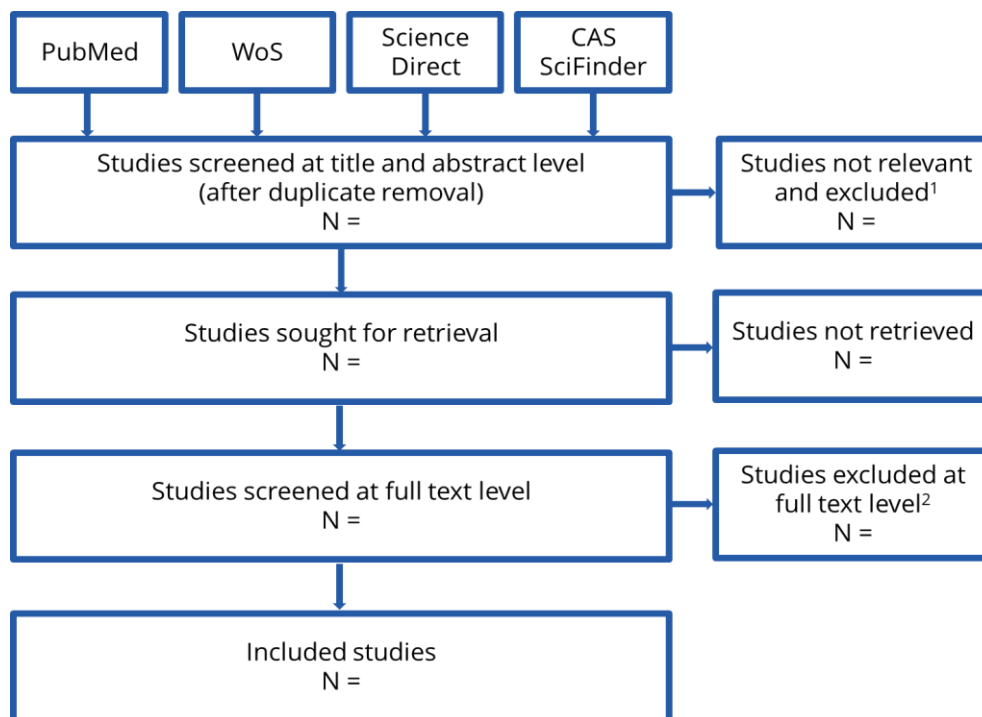 PubMed
WoS
Science
Direct
CAS
SciFinder
Studies screened at title and abstract level
(after duplicate removal)
N =
Studies not relevant
and excluded¹
N =
Studies sought for retrieval
N =
Studies not retrieved
N =
Studies screened at full text level
N =
Studies excluded at
full text level²
N =
Included studies
N =